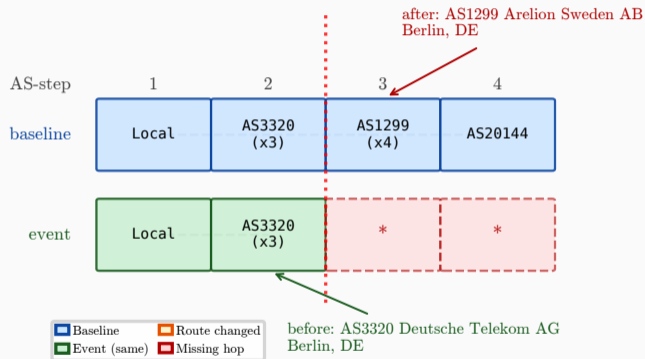 after: AS1299 Arelion Sweden AB
Berlin, DE
AS-step 1 2 3 4
baseline Local AS3320 (x3) AS1299 (x4) AS20144
event Local AS3320 (x3) * *
before: AS3320 Deutsche Telekom AG
Berlin, DE
Baseline Route changed
Event (same) Missing hop